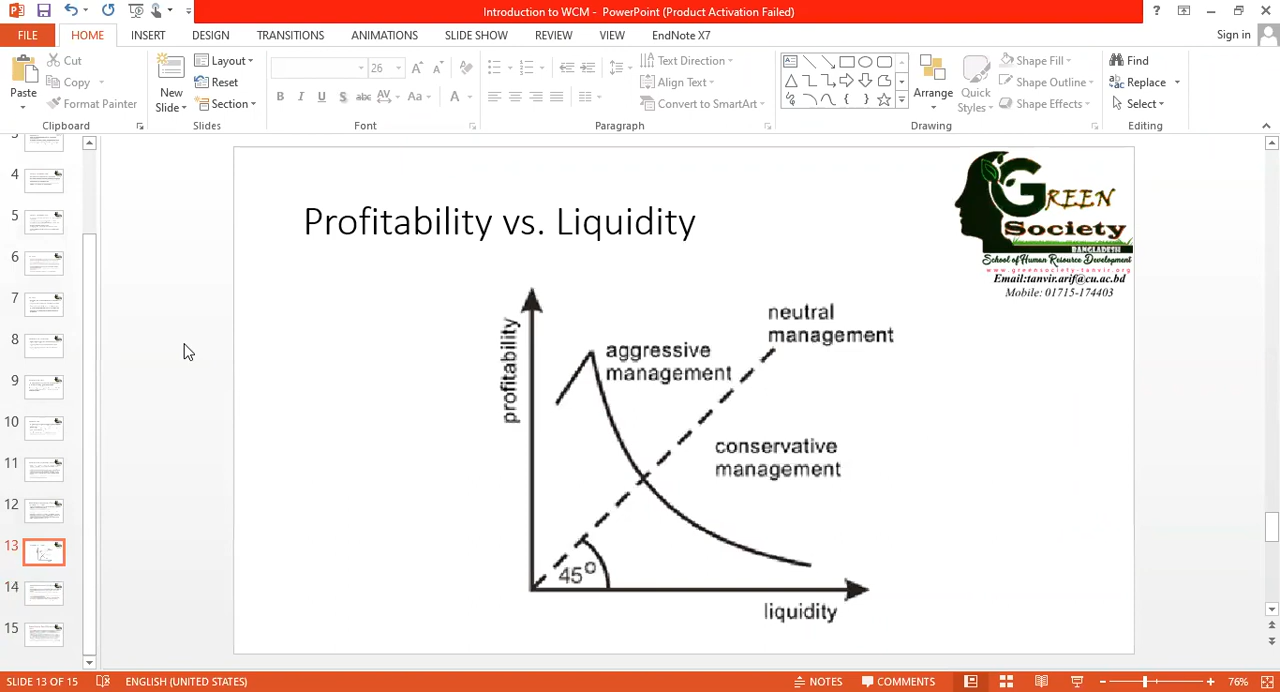 Introduction to WCM - PowerPoint (Product Activation Failed)
FILE HOME INSERT DESIGN TRANSITIONS ANIMATIONS SLIDE SHOW REVIEW VIEW EndNote X7 Sign in
Cut
Copy
Format Painter
Paste
Clipboard
New
Slide
Layout
Reset
Section
Slides
26
B I U S abc AV Aa A
Font
Text Direction
Align Text
Convert to SmartArt
Paragraph
Arrange
Quick
Styles
Shape Fill
Shape Outline
Shape Effects
Drawing
Find
Replace
Select
Editing
4
5
6
7
8
9
10
11
12
13
14
15
Profitability vs. Liquidity
GREEN
Society
BANGLADESH
School of Human Resource Development
www.greensociety-tanvir.org
Email:tanvir.arif@cu.ac.bd
Mobile: 01715-174403
profitability
aggressive
management
neutral
management
conservative
management
45°
liquidity
SLIDE 13 OF 15 ENGLISH (UNITED STATES) NOTES COMMENTS 76%